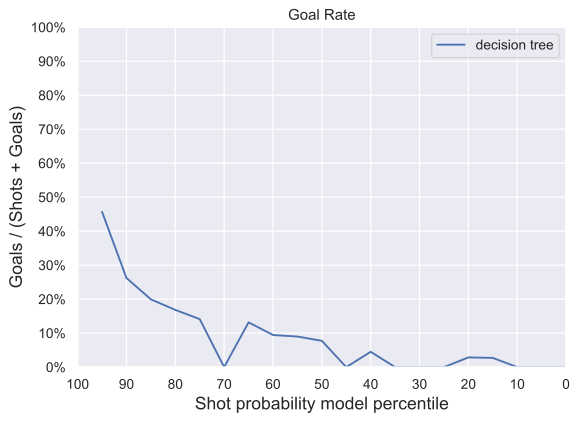 Goal Rate
100%
90%
80%
70%
60%
50%
40%
30%
20%
10%
0%
Goals / (Shots + Goals)
decision tree
100 90 80 70 60 50 40 30 20 10 0
Shot probability model percentile